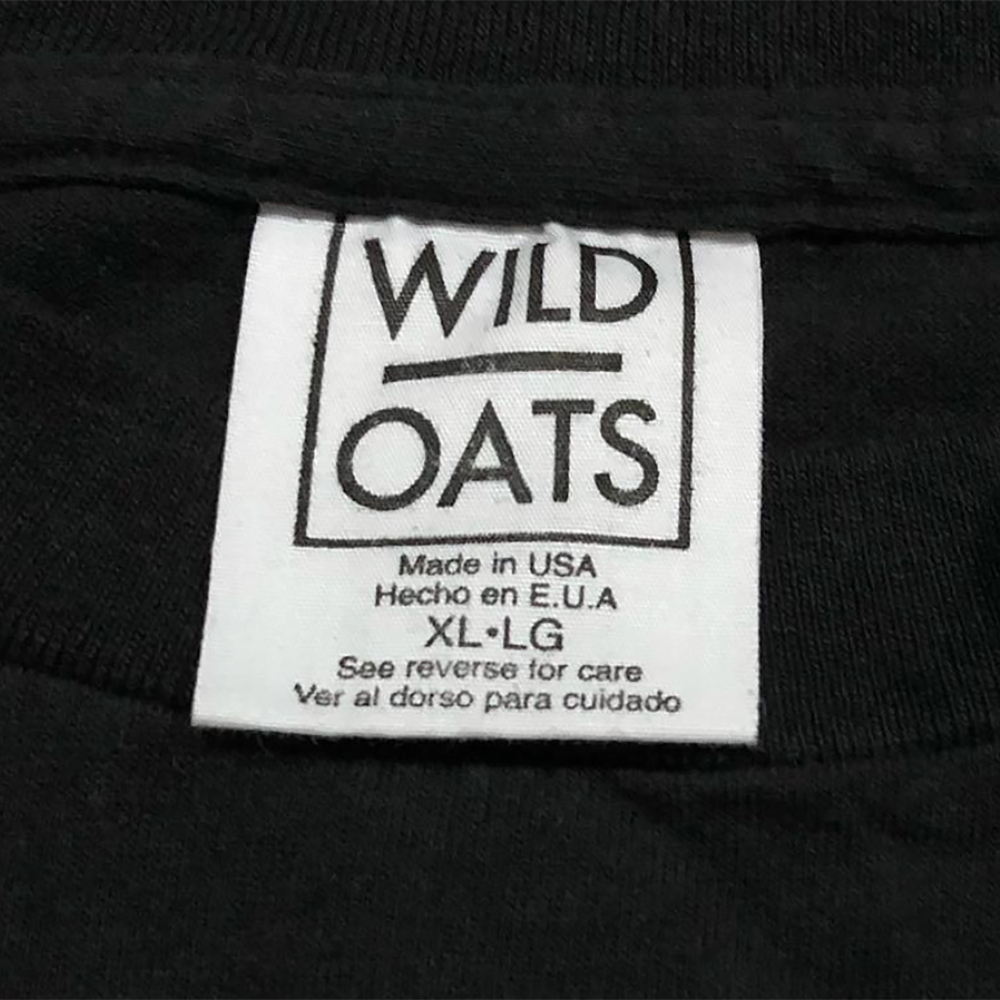 WILD
OATS
Made in USA
Hecho en E.U.A
XL•LG
See reverse for care
Ver al dorso para cuidado